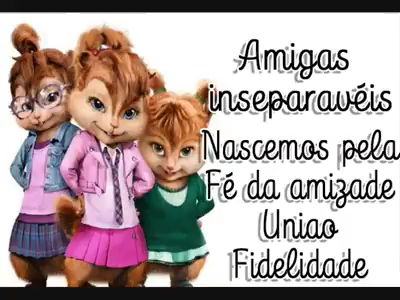 Amigas
inseparavéis
Nascemos pela
Fé da amizade
Uniao
Fidelidade